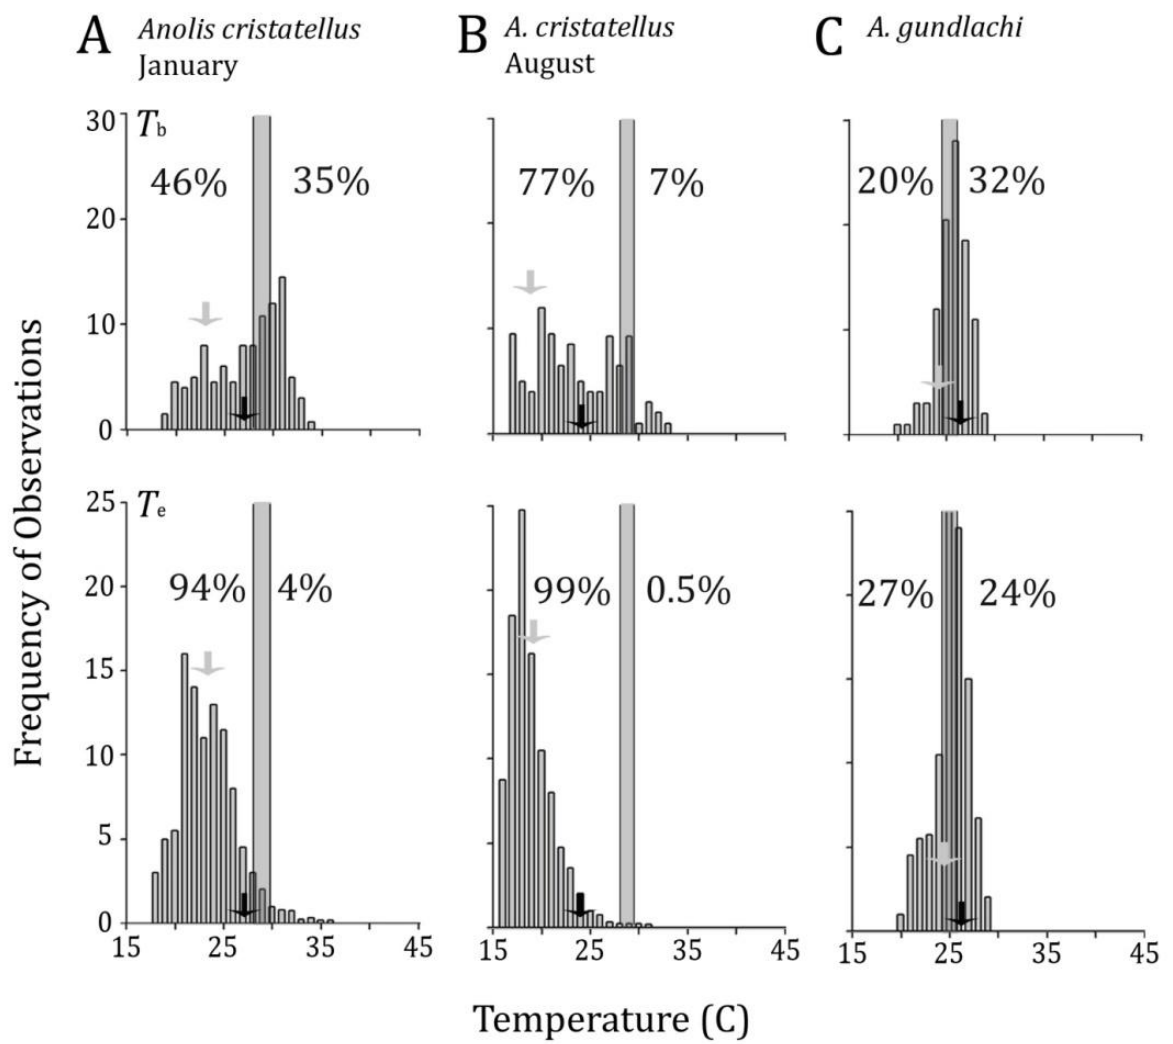 A Anolis cristatellus
January
B A. cristatellus
August
C A. gundlachi
Frequency of Observations
30
20
10
0
Tb
46% 35%
77% 7%
20% 32%
25
20
15
10
5
0
Te
94% 4%
99% 0.5%
27% 24%
15 25 35 45
15 25 35 45
15 25 35 45
Temperature (C)